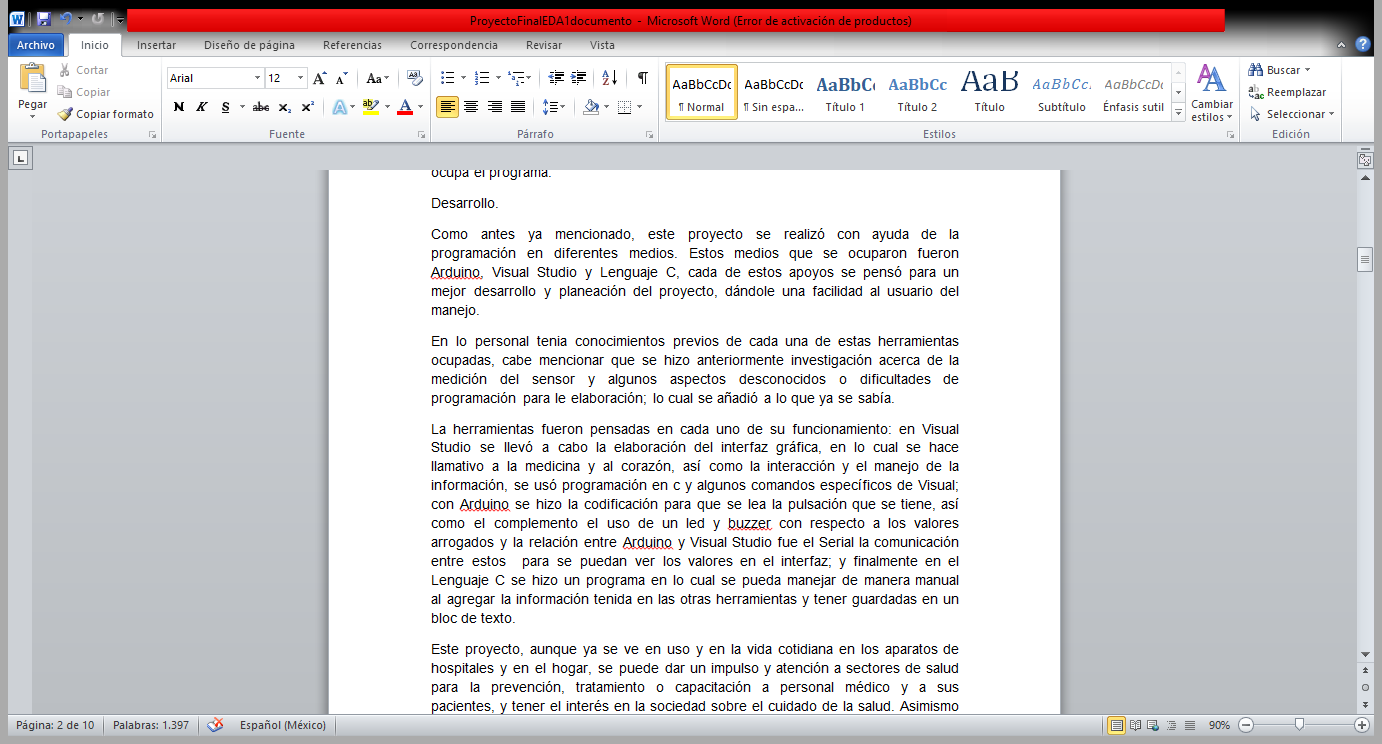 ProyectoFinalEDA1documento - Microsoft Word (Error de activación de productos)
Archivo Inicio Insertar Diseño de página Referencias Correspondencia Revisar Vista
Pegar
Cortar
Copiar
Copiar formato
Portapapeles
Arial 12
N K S abc x₂ x²
Fuente
Párrafo
AaBbCcDc AaBbCcDc AaBbC AaBbCc AaB AaBbCc. AaBbCcDc
¶ Normal ¶ Sin espa... Título 1 Título 2 Título Subtítulo Énfasis sutil
Cambiar
estilos
Estilos
Buscar
Reemplazar
Seleccionar
Edición
ocupa el programa.
Desarrollo.
Como antes ya mencionado, este proyecto se realizó con ayuda de la
programación en diferentes medios. Estos medios que se ocuparon fueron
Arduino, Visual Studio y Lenguaje C, cada de estos apoyos se pensó para un
mejor desarrollo y planeación del proyecto, dándole una facilidad al usuario del
manejo.
En lo personal tenia conocimientos previos de cada una de estas herramientas
ocupadas, cabe mencionar que se hizo anteriormente investigación acerca de la
medición del sensor y algunos aspectos desconocidos o dificultades de
programación para le elaboración; lo cual se añadió a lo que ya se sabía.
La herramientas fueron pensadas en cada uno de su funcionamiento: en Visual
Studio se llevó a cabo la elaboración del interfaz gráfica, en lo cual se hace
llamativo a la medicina y al corazón, así como la interacción y el manejo de la
información, se usó programación en c y algunos comandos específicos de Visual;
con Arduino se hizo la codificación para que se lea la pulsación que se tiene, así
como el complemento el uso de un led y buzzer con respecto a los valores
arrogados y la relación entre Arduino y Visual Studio fue el Serial la comunicación
entre estos para se puedan ver los valores en el interfaz; y finalmente en el
Lenguaje C se hizo un programa en lo cual se pueda manejar de manera manual
al agregar la información tenida en las otras herramientas y tener guardadas en un
bloc de texto.
Este proyecto, aunque ya se ve en uso y en la vida cotidiana en los aparatos de
hospitales y en el hogar, se puede dar un impulso y atención a sectores de salud
para la prevención, tratamiento o capacitación a personal médico y a sus
pacientes, y tener el interés en la sociedad sobre el cuidado de la salud. Asimismo
Página: 2 de 10 Palabras: 1.397 Español (México) 90%